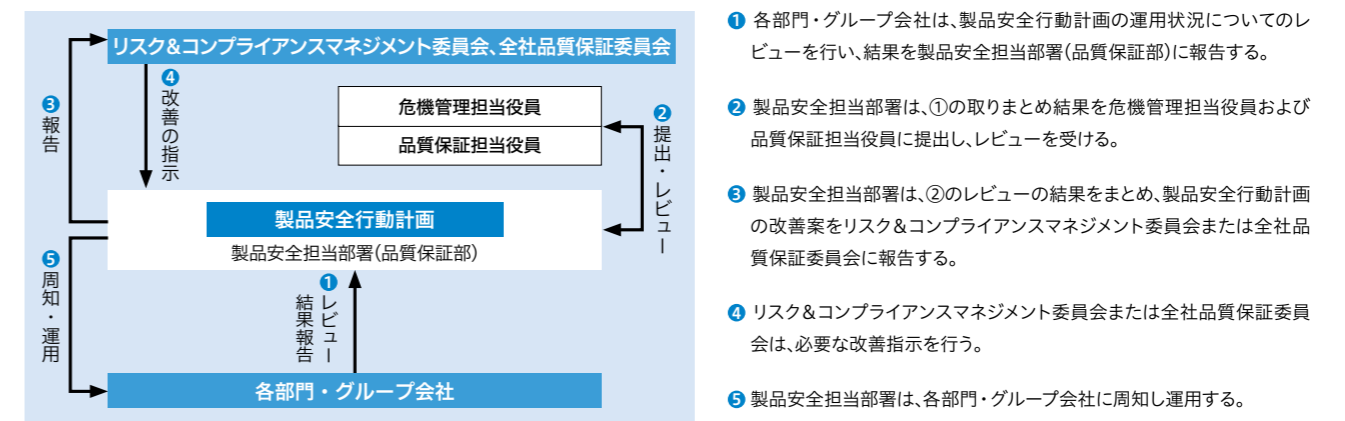 リスク&コンプライアンスマネジメント委員会、全社品質保証委員会
❸報告
❹改善の指示
危機管理担当役員
品質保証担当役員
❷提出・レビュー
製品安全行動計画
製品安全担当部署(品質保証部)
❺周知・運用
❶レビュー
結果報告
各部門・グループ会社
❶ 各部門・グループ会社は、製品安全行動計画の運用状況についてのレ
ビューを行い、結果を製品安全担当部署(品質保証部)に報告する。
❷ 製品安全担当部署は、①の取りまとめ結果を危機管理担当役員および
品質保証担当役員に提出し、レビューを受ける。
❸ 製品安全担当部署は、②のレビューの結果をまとめ、製品安全行動計画
の改善案をリスク&コンプライアンスマネジメント委員会または全社品
質保証委員会に報告する。
❹ リスク&コンプライアンスマネジメント委員会または全社品質保証委員
会は、必要な改善指示を行う。
❺ 製品安全担当部署は、各部門・グループ会社に周知し運用する。